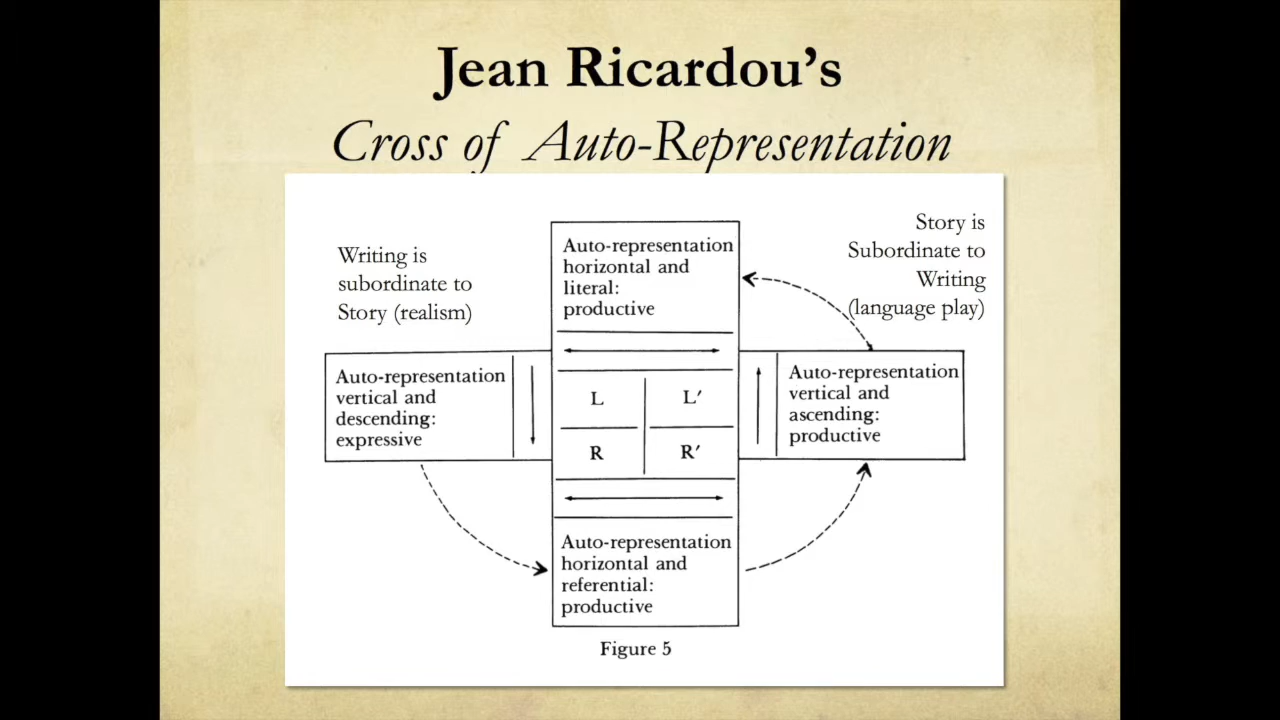 Jean Ricardou’s
Cross of Auto-Representation
Writing is
subordinate to
Story (realism)
Auto-representation
horizontal and
literal:
productive
Story is
Subordinate to
Writing
(language play)
Auto-representation
vertical and
descending:
expressive
L
L′
R
R′
Auto-representation
vertical and
ascending:
productive
Auto-representation
horizontal and
referential:
productive
Figure 5